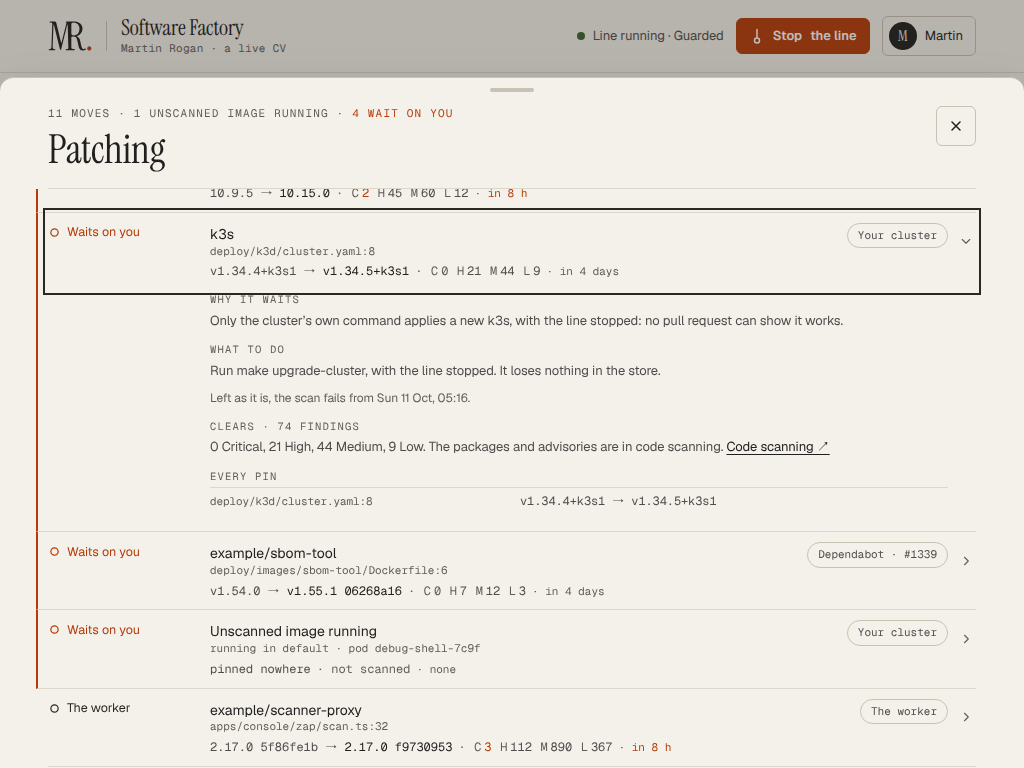 MR.
Software Factory
Martin Rogan · a live CV
Line running · Guarded
Stop the line
M
Martin
11 MOVES · 1 UNSCANNED IMAGE RUNNING · 4 WAIT ON YOU
Patching
10.9.5 → 10.15.0 · C 2 H 45 M 60 L 12 · in 8 h
Waits on you
k3s
Your cluster
deploy/k3d/cluster.yaml:8
v1.34.4+k3s1 → v1.34.5+k3s1 · C 0 H 21 M 44 L 9 · in 4 days
WHY IT WAITS
Only the cluster's own command applies a new k3s, with the line stopped: no pull request can show it works.
WHAT TO DO
Run make upgrade-cluster, with the line stopped. It loses nothing in the store.
Left as it is, the scan fails from Sun 11 Oct, 05:16.
CLEARS · 74 FINDINGS
0 Critical, 21 High, 44 Medium, 9 Low. The packages and advisories are in code scanning. Code scanning ↗
EVERY PIN
deploy/k3d/cluster.yaml:8 v1.34.4+k3s1 → v1.34.5+k3s1
Waits on you
example/sbom-tool
Dependabot · #1339
deploy/images/sbom-tool/Dockerfile:6
v1.54.0 → v1.55.1 06268a16 · C 0 H 7 M 12 L 3 · in 4 days
Waits on you
Unscanned image running
Your cluster
running in default · pod debug-shell-7c9f
pinned nowhere · not scanned · none
The worker
example/scanner-proxy
The worker
apps/console/zap/scan.ts:32
2.17.0 5f86fe1b → 2.17.0 f9730953 · C 3 H 112 M 890 L 367 · in 8 h